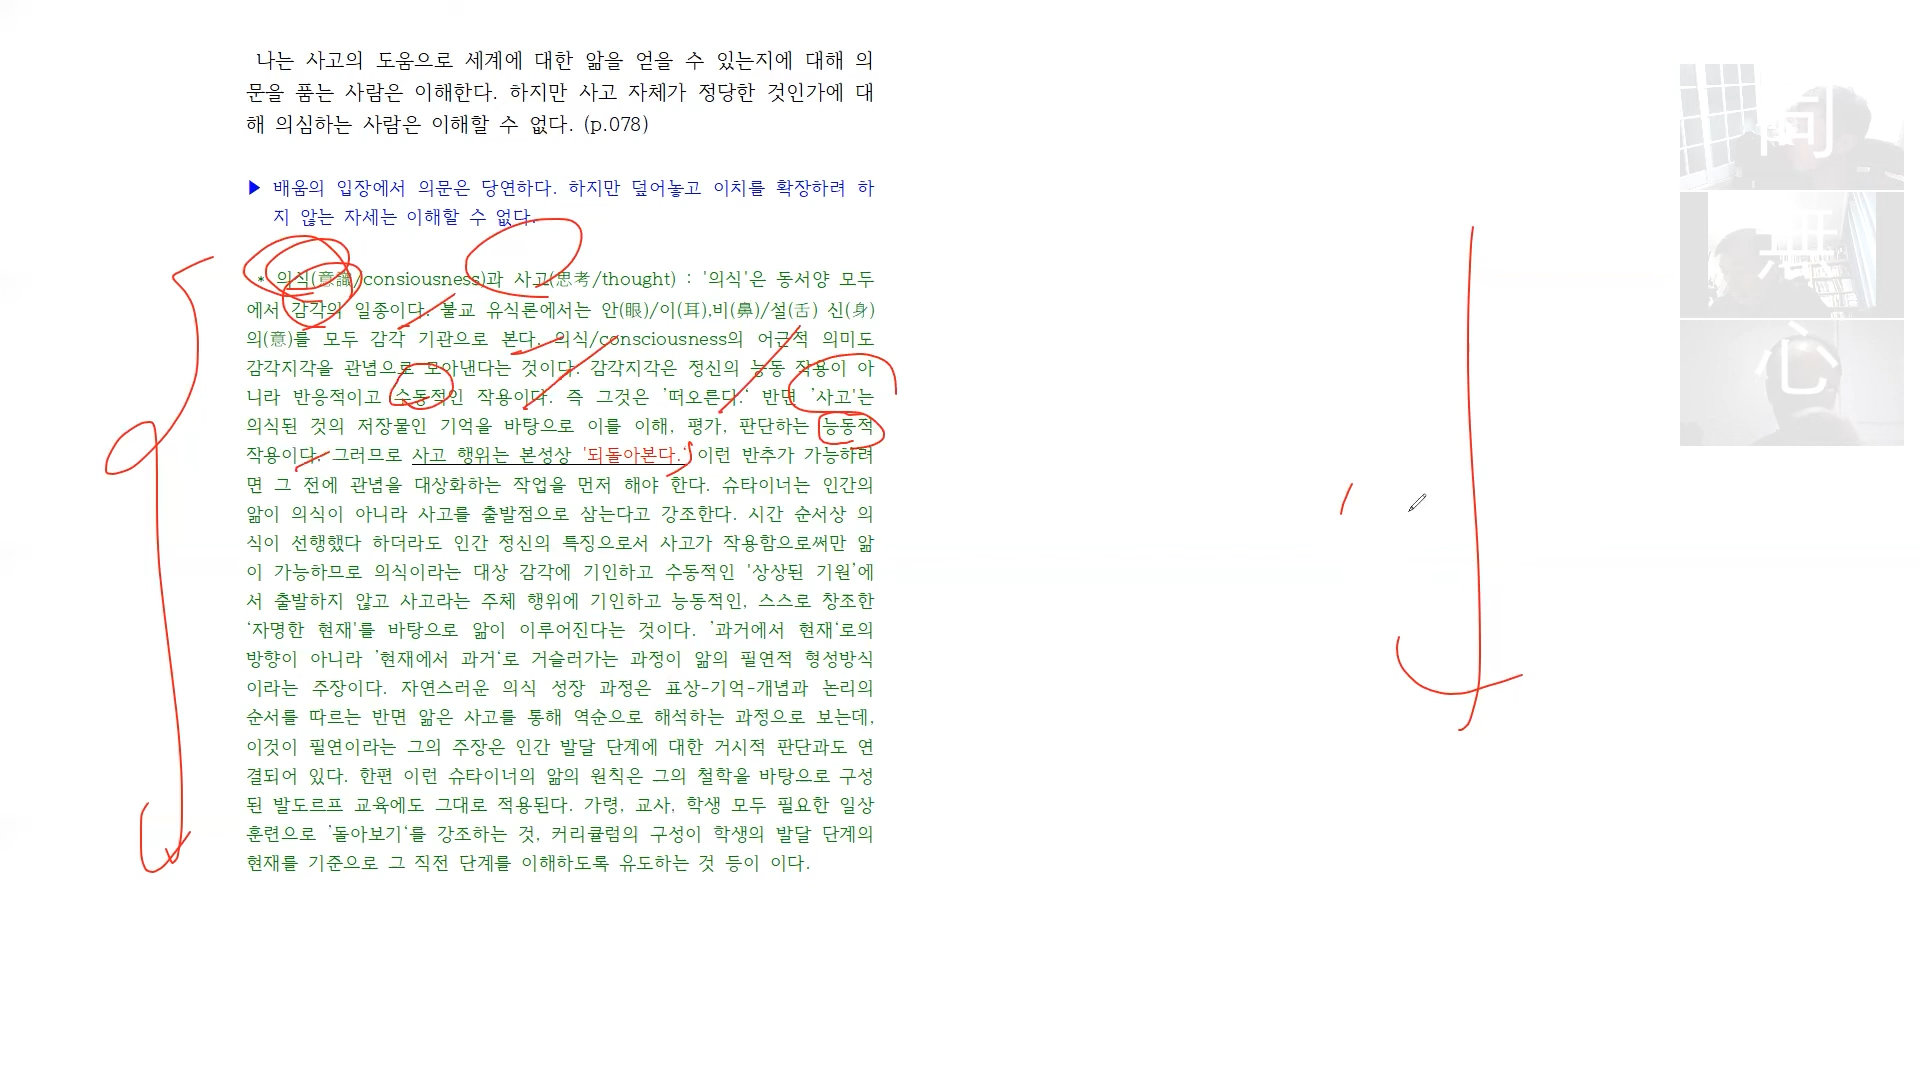 나는 사고의 도움으로 세계에 대한 앎을 얻을 수 있는지에 대해 의
문을 품는 사람은 이해한다. 하지만 사고 자체가 정당한 것인가에 대
해 의심하는 사람은 이해할 수 없다. (p.078)
▶ 배움의 입장에서 의문은 당연하다. 하지만 덮어놓고 이치를 확장하려 하
지 않는 자세는 이해할 수 없다.
* 의식(意識/consiousness)과 사고(思考/thought) : '의식'은 동서양 모두
에서 감각의 일종이다. 불교 유식론에서는 안(眼)/이(耳),비(鼻)/설(舌) 신(身)
의(意)를 모두 감각 기관으로 본다. 의식/consciousness의 어근적 의미도
감각지각을 관념으로 모아낸다는 것이다. 감각지각은 정신의 능동 작용이 아
니라 반응적이고 수동적인 작용이다. 즉 그것은 '떠오른다.' 반면 '사고'는
의식된 것의 저장물인 기억을 바탕으로 이를 이해, 평가, 판단하는 능동적
작용이다. 그러므로 사고 행위는 본성상 '되돌아본다.' 이런 반추가 가능하려
면 그 전에 관념을 대상화하는 작업을 먼저 해야 한다. 슈타이너는 인간의
앎이 의식이 아니라 사고를 출발점으로 삼는다고 강조한다. 시간 순서상 의
식이 선행했다 하더라도 인간 정신의 특징으로서 사고가 작용함으로써만 앎
이 가능하므로 의식이라는 대상 감각에 기인하고 수동적인 '상상된 기원'에
서 출발하지 않고 사고라는 주체 행위에 기인하고 능동적인, 스스로 창조한
'자명한 현재'를 바탕으로 앎이 이루어진다는 것이다. '과거에서 현재'로의
방향이 아니라 '현재에서 과거'로 거슬러가는 과정이 앎의 필연적 형성방식
이라는 주장이다. 자연스러운 의식 성장 과정은 표상-기억-개념과 논리의
순서를 따르는 반면 앎은 사고를 통해 역순으로 해석하는 과정으로 보는데,
이것이 필연이라는 그의 주장은 인간 발달 단계에 대한 거시적 판단과도 연
결되어 있다. 한편 이런 슈타이너의 앎의 원칙은 그의 철학을 바탕으로 구성
된 발도르프 교육에도 그대로 적용된다. 가령, 교사, 학생 모두 필요한 일상
훈련으로 '돌아보기'를 강조하는 것, 커리큘럼의 구성이 학생의 발달 단계의
현재를 기준으로 그 직전 단계를 이해하도록 유도하는 것 등이 이다.
無
心